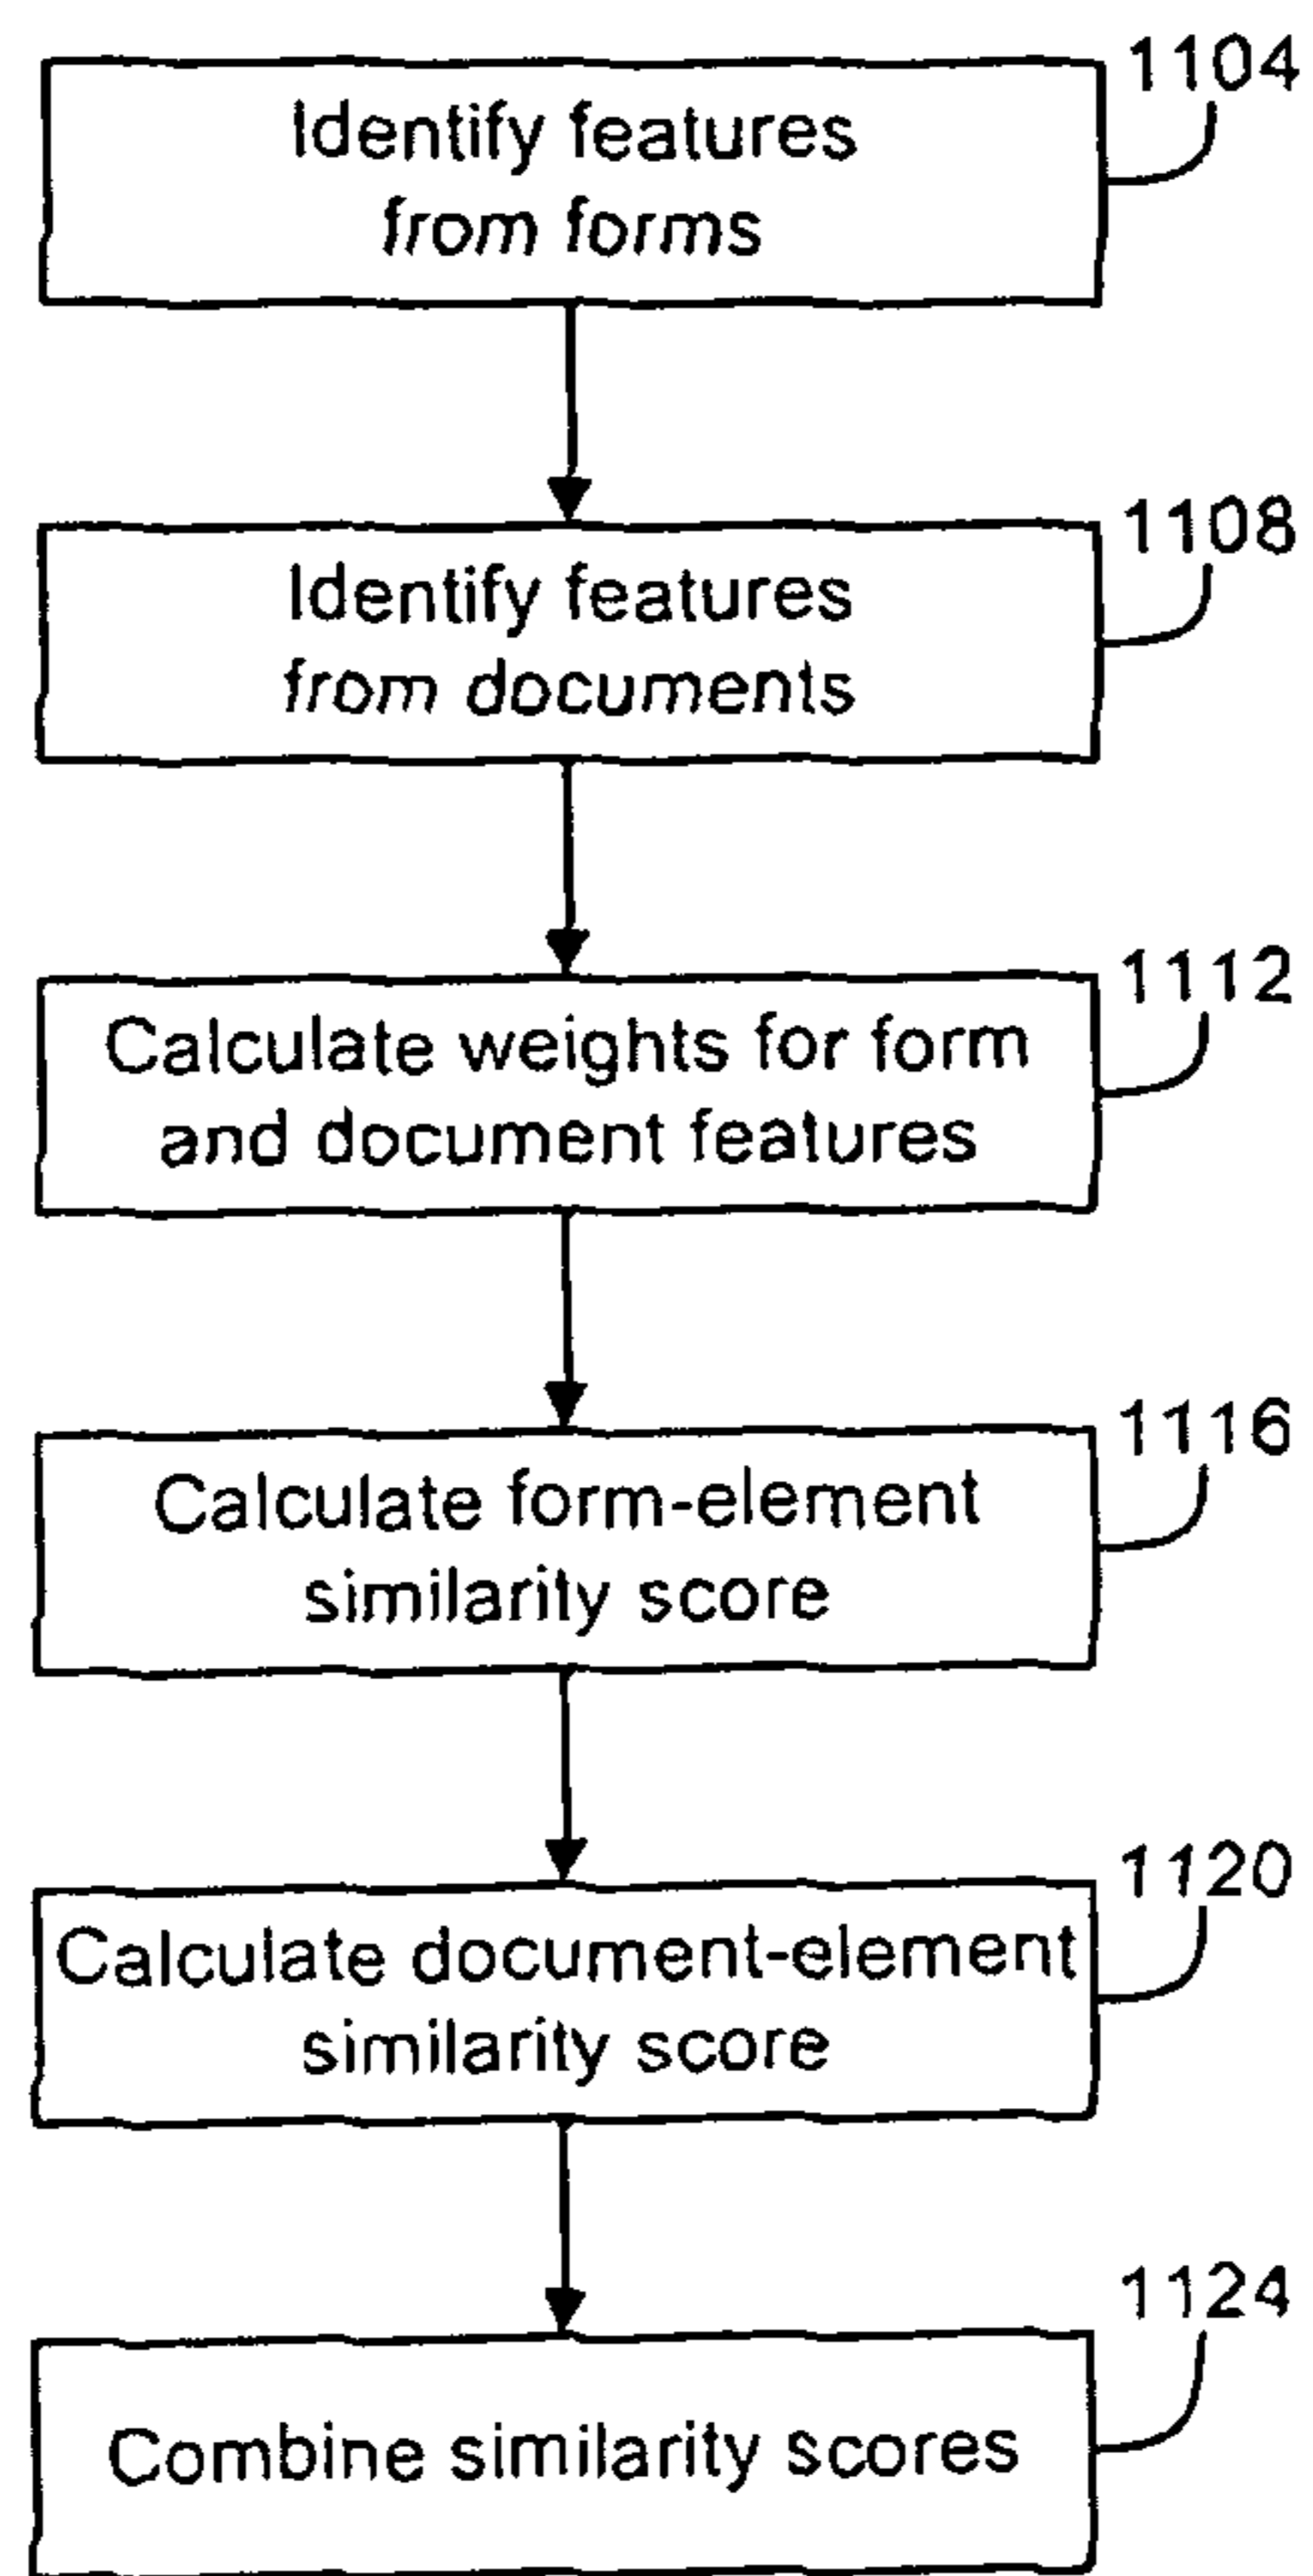 1104
Identify features
from forms
1108
Identify features
from documents
1112
Calculate weights for form
and document features
1116
Calculate form-element
similarity score
1120
Calculate document-element
similarity score
1124
Combine similarity scores